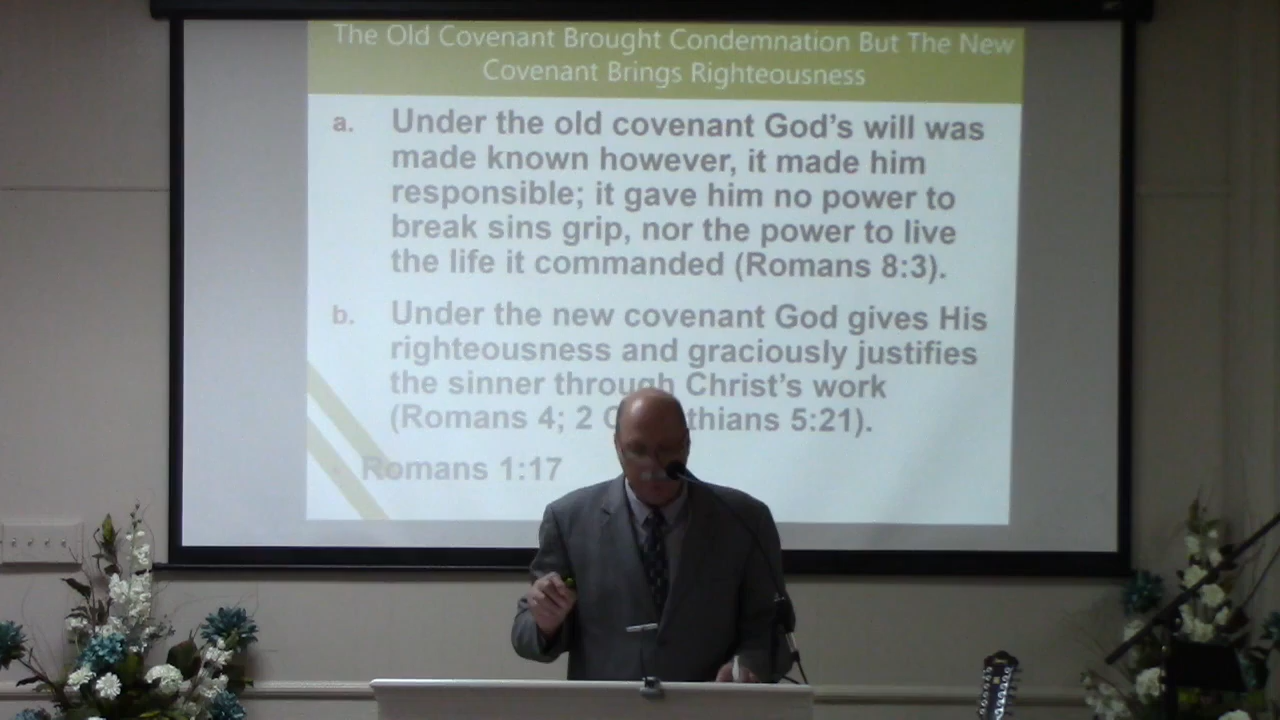 The Old Covenant Brought Condemnation But The New
Covenant Brings Righteousness
a. Under the old covenant God's will was
made known however, it made him
responsible; it gave him no power to
break sins grip, nor the power to live
the life it commanded (Romans 8:3).
b. Under the new covenant God gives His
righteousness and graciously justifies
the sinner through Christ's work
(Romans 4; 2 5:21).
Romans 1:17